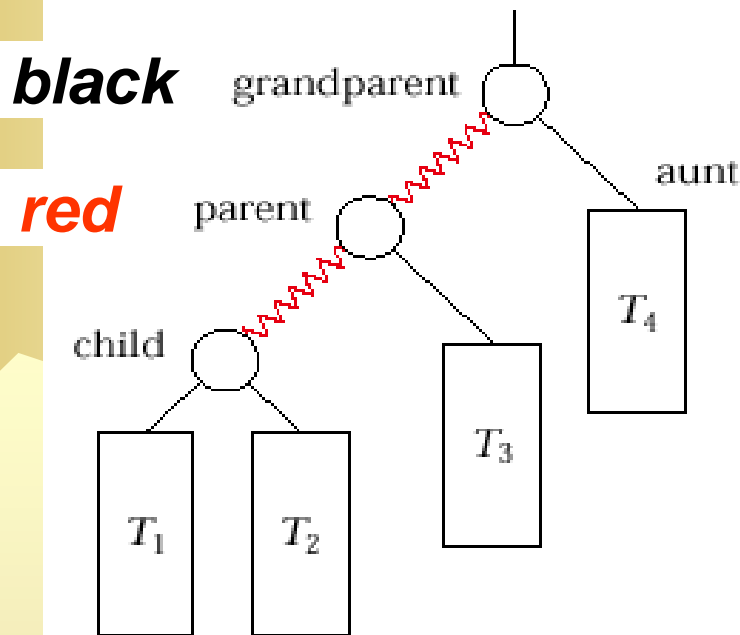 black
grandparent
aunt
red
parent
T₄
child
T₃
T₁
T₂